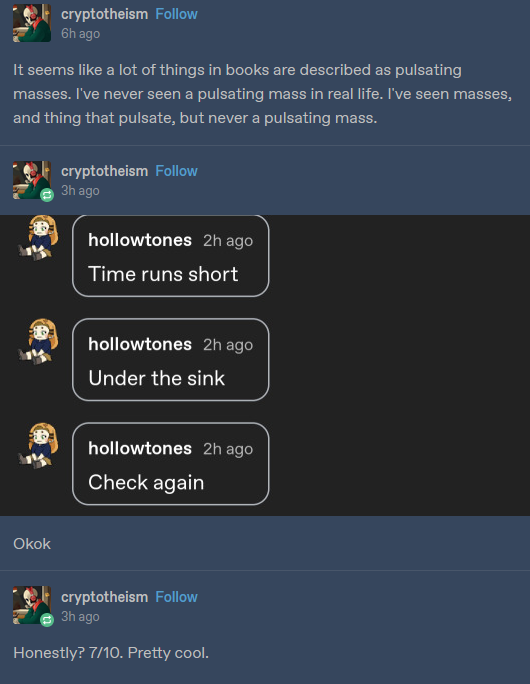 cryptotheism Follow
6h ago
It seems like a lot of things in books are described as pulsating
masses. I've never seen a pulsating mass in real life. I've seen masses,
and thing that pulsate, but never a pulsating mass.
cryptotheism Follow
3h ago
hollowtones 2h ago
Time runs short
hollowtones 2h ago
Under the sink
hollowtones 2h ago
Check again
Okok
cryptotheism Follow
3h ago
Honestly? 7/10. Pretty cool.